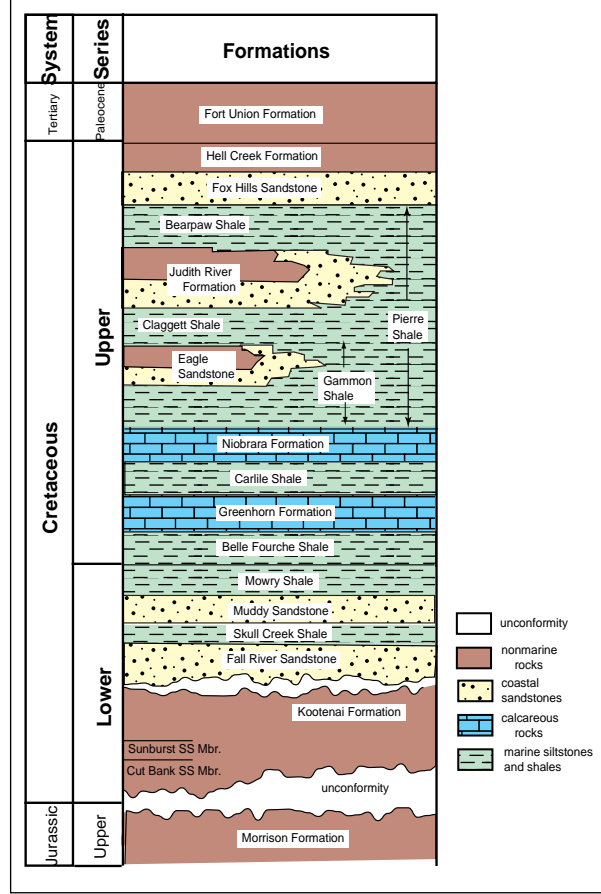 System
Series
Formations
Tertiary
Paleocene
Fort Union Formation
Hell Creek Formation
Fox Hills Sandstone
Bearpaw Shale
Judith River
Formation
Pierre
Shale
Claggett Shale
Eagle
Sandstone
Gammon
Shale
Cretaceous
Upper
Niobrara Formation
Carlile Shale
Greenhorn Formation
Belle Fourche Shale
Mowry Shale
Muddy Sandstone
Skull Creek Shale
Fall River Sandstone
Lower
Kootenai Formation
Sunburst SS Mbr.
Cut Bank SS Mbr.
unconformity
Jurassic
Upper
Morrison Formation
unconformity
nonmarine
rocks
coastal
sandstones
calcareous
rocks
marine siltstones
and shales